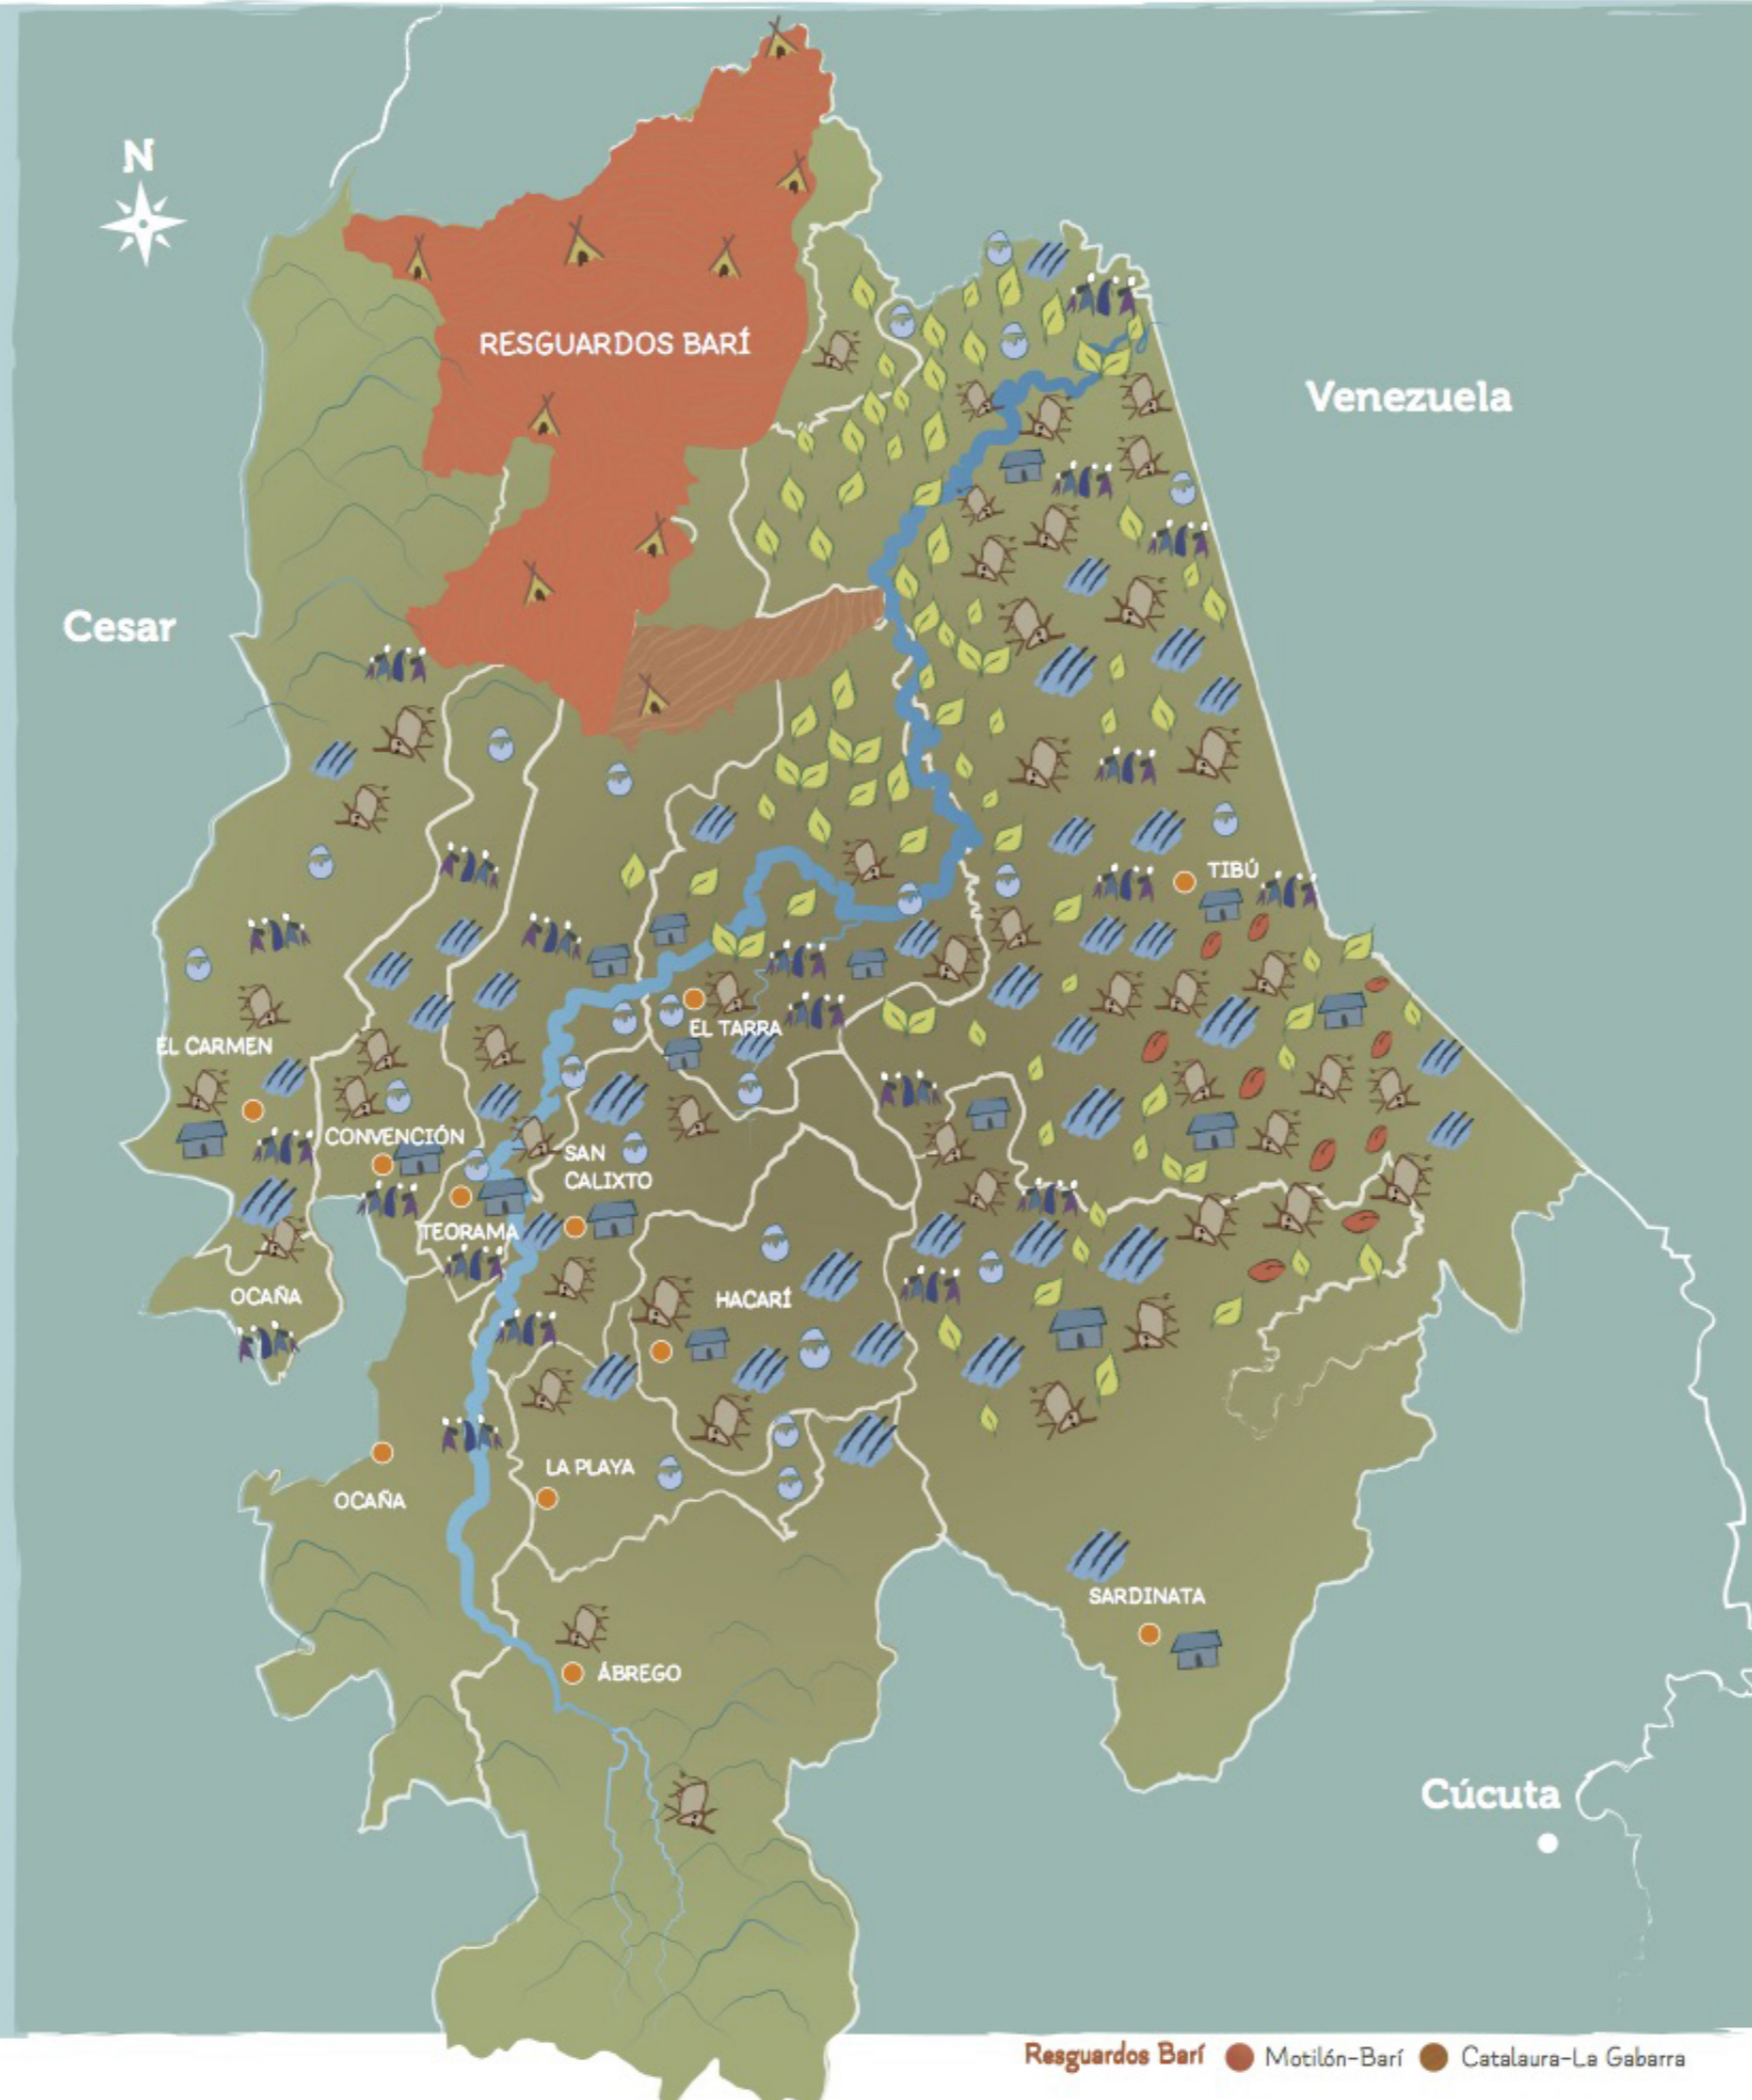 N
RESGUARDOS BARÍ
Venezuela
Cesar
TIBÚ
EL TARRA
EL CARMEN
CONVENCIÓN
SAN
CALIXTO
TEORAMA
OCAÑA
HACARÍ
LA PLAYA
OCAÑA
SARDINATA
ÁBREGO
Cúcuta
Resguardos Barí Motilón-Barí Catalaura-La Gabarra